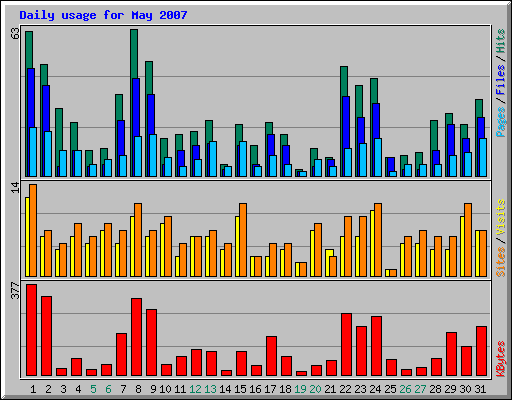 Daily usage for May 2007
63
Pages / Files / Hits
14
Sites / Visits
377
KBytes
1 2 3 4 5 6 7 8 9 10 11 12 13 14 15 16 17 18 19 20 21 22 23 24 25 26 27 28 29 30 31